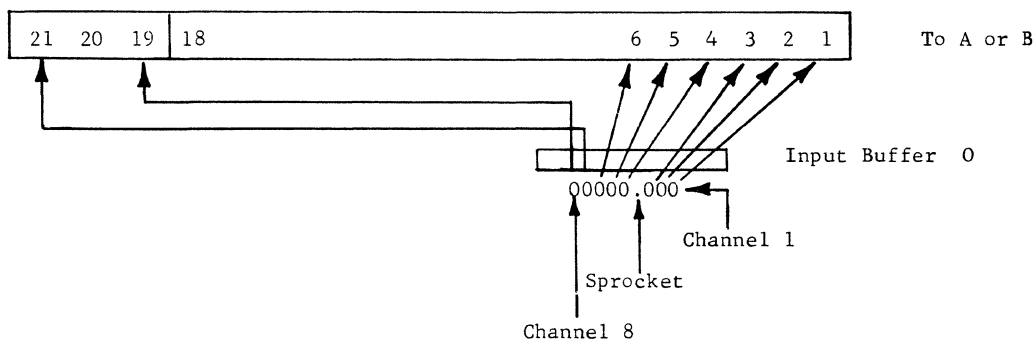 21 20 19 18 6 5 4 3 2 1 To A or B
Input Buffer 0
00000.000
Channel 1
Sprocket
Channel 8